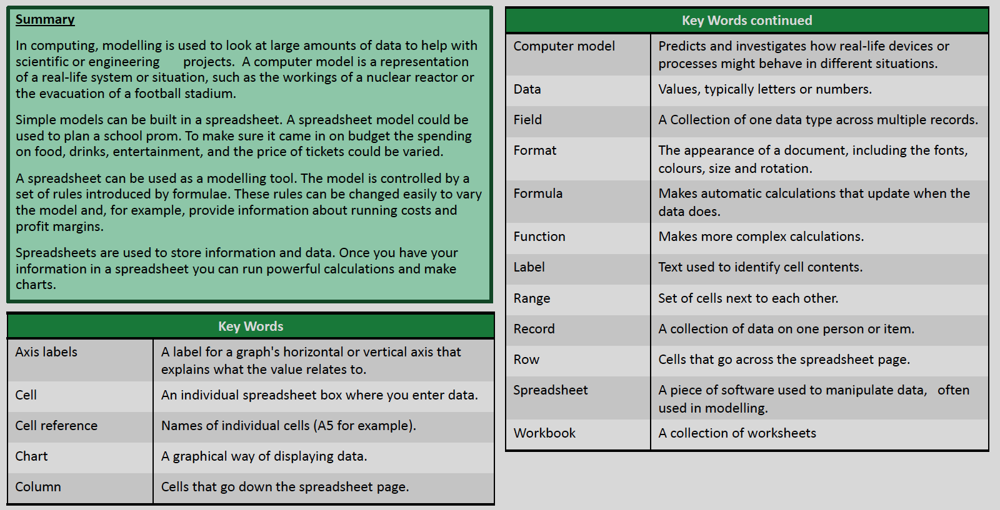 Summary
In computing, modelling is used to look at large amounts of data to help with
scientific or engineering projects. A computer model is a representation
of a real-life system or situation, such as the workings of a nuclear reactor or
the evacuation of a football stadium.
Simple models can be built in a spreadsheet. A spreadsheet model could be
used to plan a school prom. To make sure it came in on budget the spending
on food, drinks, entertainment, and the price of tickets could be varied.
A spreadsheet can be used as a modelling tool. The model is controlled by a
set of rules introduced by formulae. These rules can be changed easily to vary
the model and, for example, provide information about running costs and
profit margins.
Spreadsheets are used to store information and data. Once you have your
information in a spreadsheet you can run powerful calculations and make
charts.
Key Words
Axis labels A label for a graph's horizontal or vertical axis that
explains what the value relates to.
Cell An individual spreadsheet box where you enter data.
Cell reference Names of individual cells (A5 for example).
Chart A graphical way of displaying data.
Column Cells that go down the spreadsheet page.
Key Words continued
Computer model Predicts and investigates how real-life devices or
processes might behave in different situations.
Data Values, typically letters or numbers.
Field A Collection of one data type across multiple records.
Format The appearance of a document, including the fonts,
colours, size and rotation.
Formula Makes automatic calculations that update when the
data does.
Function Makes more complex calculations.
Label Text used to identify cell contents.
Range Set of cells next to each other.
Record A collection of data on one person or item.
Row Cells that go across the spreadsheet page.
Spreadsheet A piece of software used to manipulate data, often
used in modelling.
Workbook A collection of worksheets